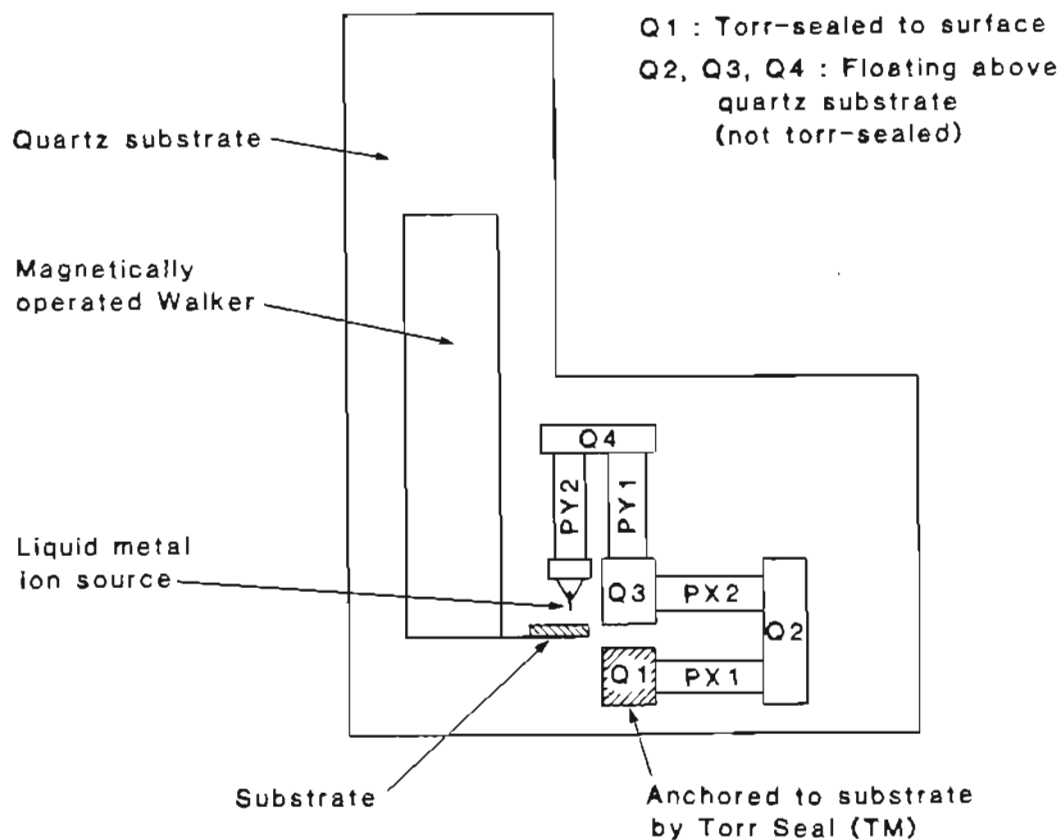 Q1 : Torr-sealed to surface
Q2, Q3, Q4 : Floating above
quartz substrate
(not torr-sealed)
Quartz substrate
Magnetically
operated Walker
Q4
PY2
PY1
Liquid metal
ion source
Q3
PX2
Q2
Q1
PX1
Substrate
Anchored to substrate
by Torr Seal (TM)